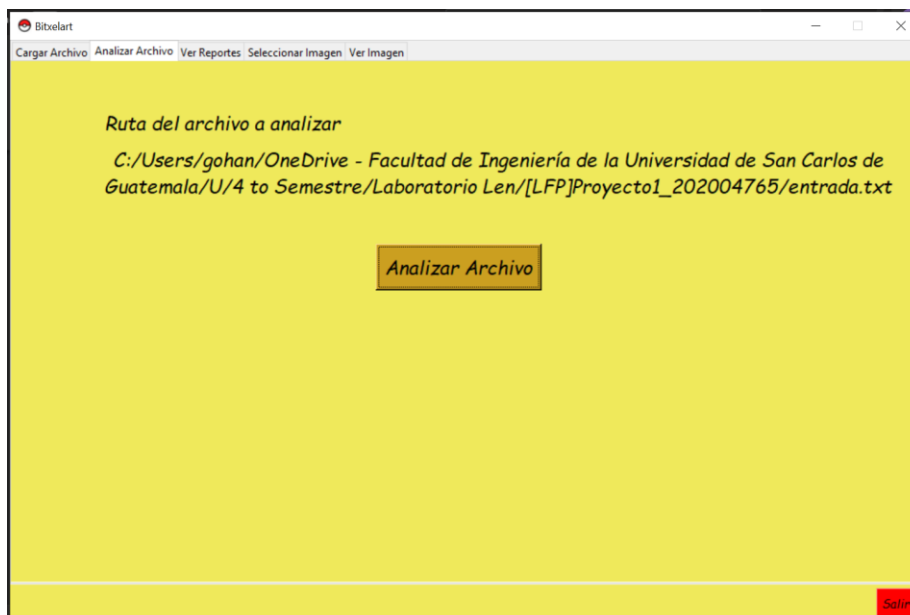 Bitxelart
Cargar Archivo Analizar Archivo Ver Reportes Seleccionar Imagen Ver Imagen
Ruta del archivo a analizar
C:/Users/gohan/OneDrive - Facultad de Ingeniería de la Universidad de San Carlos de
Guatemala/U/4 to Semestre/Laboratorio Len/[LFP]Proyecto1_202004765/entrada.txt
Analizar Archivo
Salir